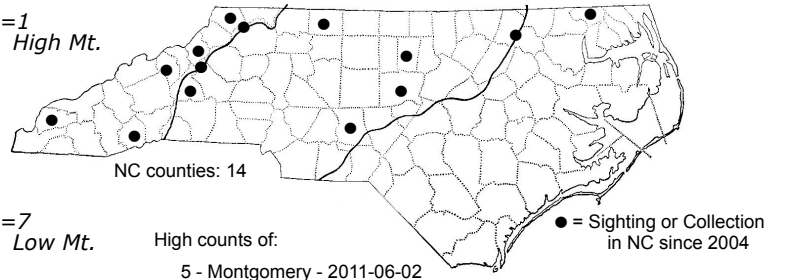 =1
High Mt.
NC counties: 14
=7
Low Mt.
High counts of:
5 - Montgomery - 2011-06-02
● = Sighting or Collection
in NC since 2004